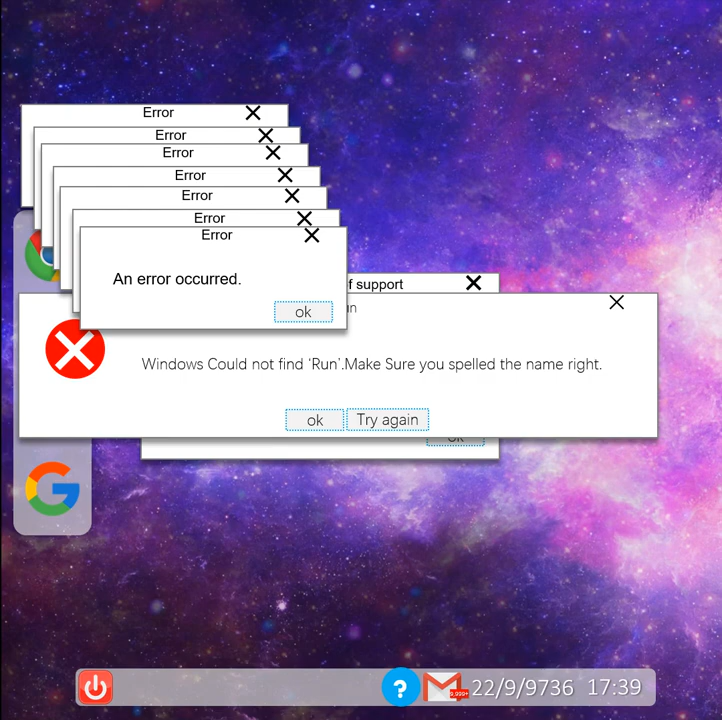 Error
Error
Error
Error
Error
Error
Error
An error occurred.
ok
f support
Windows Could not find ‘Run’.Make Sure you spelled the name right.
ok
Try again
9,999+
22/9/9736
17:39